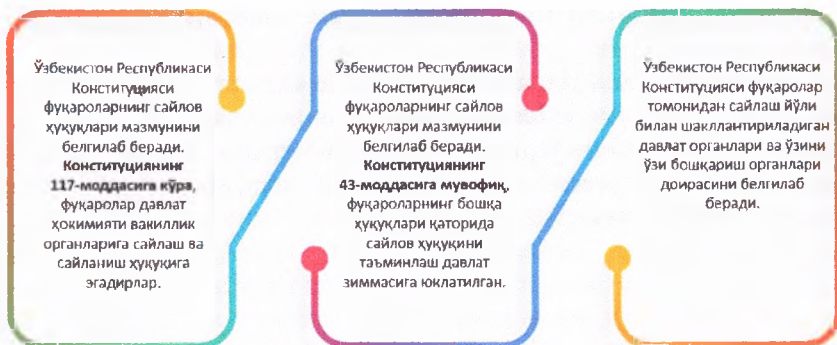 Ўзбекистон Республикаси
Конституцияси
фуқароларнинг сайлов
ҳуқуқлари мазмунини
белгилаб беради.
Конституциянинг
117-моддасига кўра,
фуқаролар давлат
ҳокимияти вакиллик
органларига сайлаш ва
сайланиш ҳуқуқига
эгадирлар.
Ўзбекистон Республикаси
Конституцияси
фуқароларнинг сайлов
ҳуқуқлари мазмунини
белгилаб беради.
Конституциянинг
43-моддасига мувофиқ,
фуқароларнинг бошқа
ҳуқуқлари қаторида
сайлов ҳуқуқини
таъминлаш давлат
зиммасига юклатилган.
Ўзбекистон Республикаси
Конституцияси фуқаролар
томонидан сайлаш йўли
билан шакллантириладиган
давлат органлари ва ўзини
ўзи бошқариш органлари
доирасини белгилаб
беради.